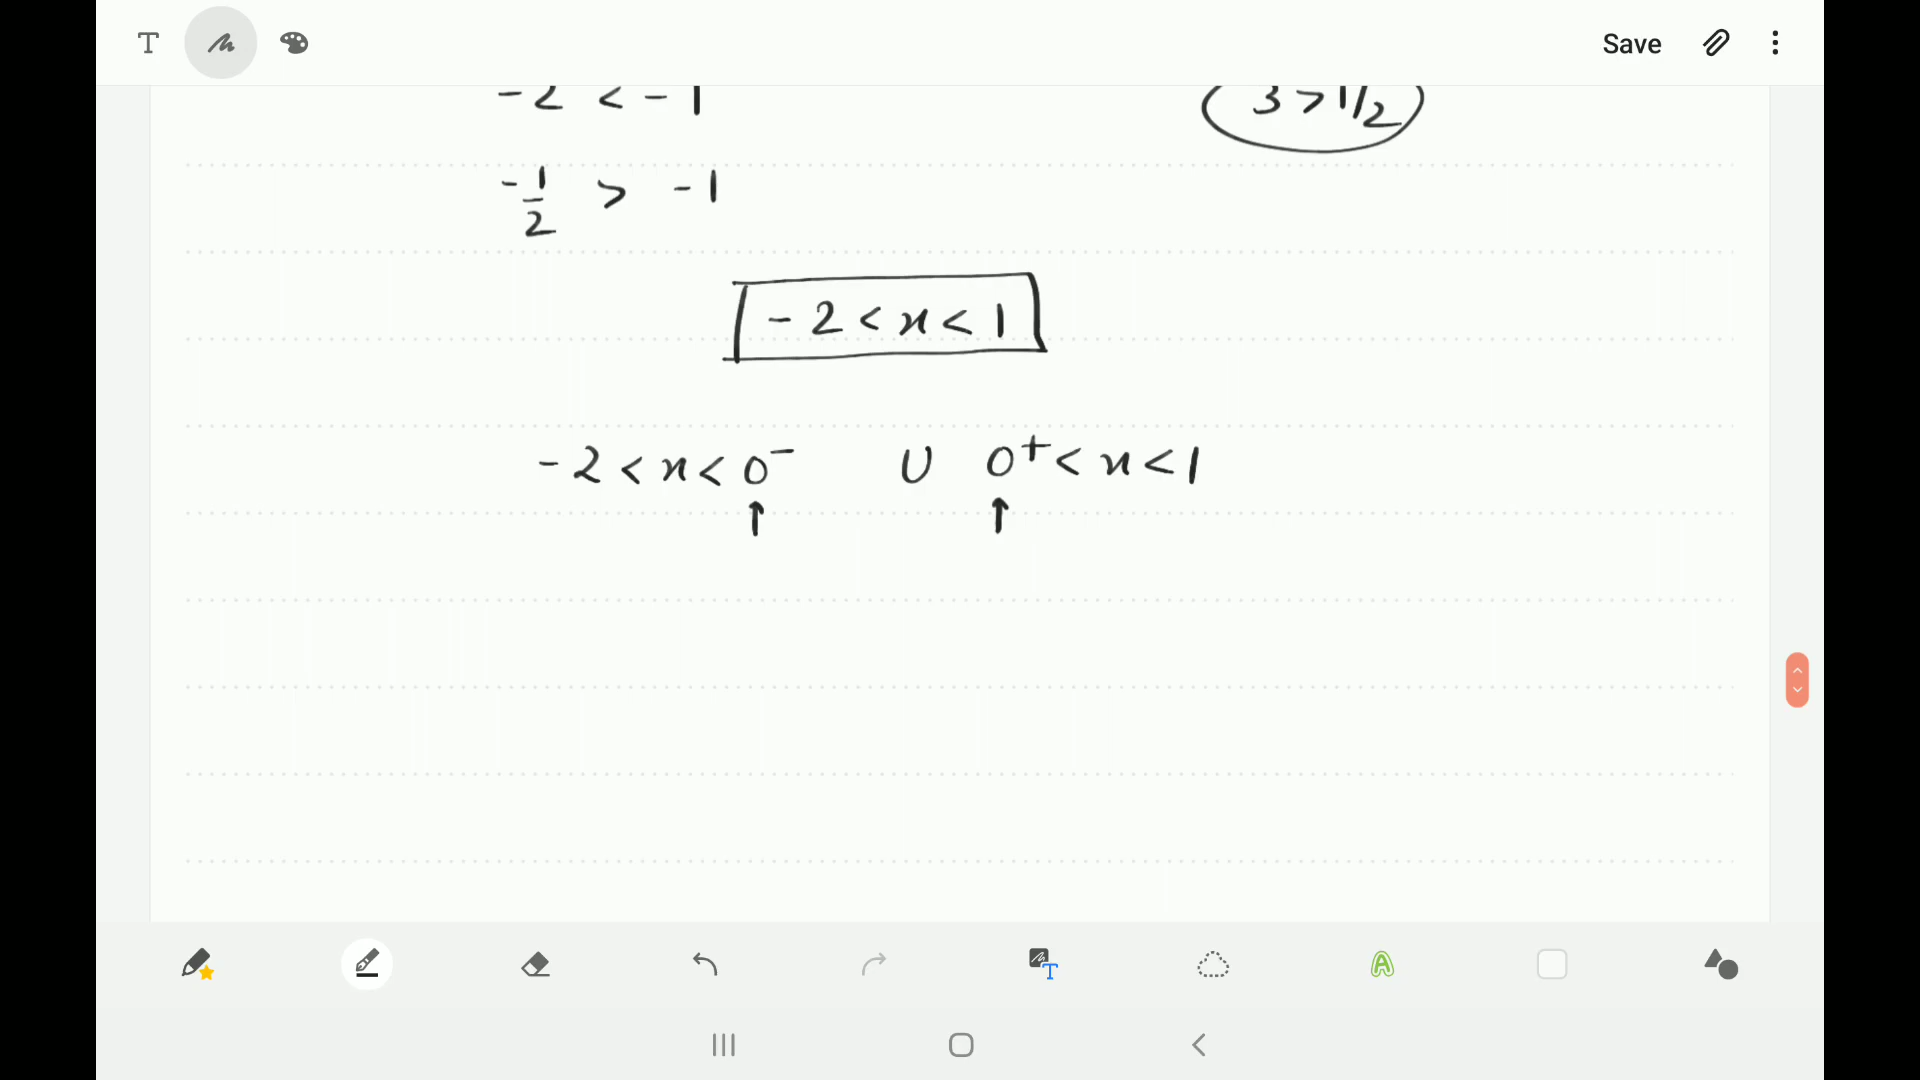 T Save
-2 < -1 3 > 1/2
-1/2 > -1
-2 < x < 1
-2 < x < 0⁻ ∪ 0⁺ < x < 1
↑ ↑